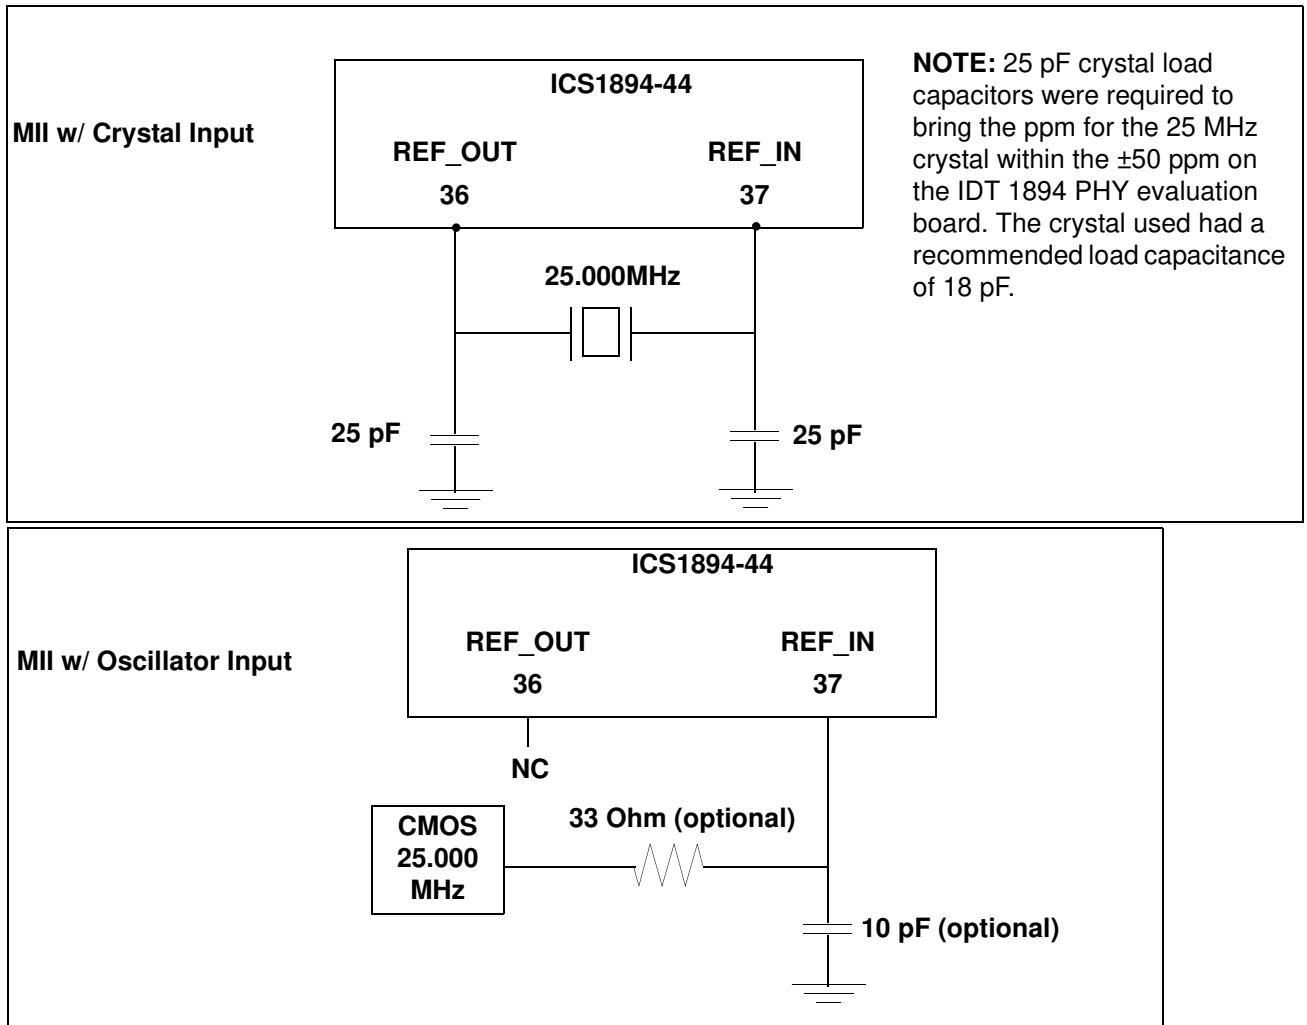 MII w/ Crystal Input
ICS1894-44
REF_OUT
REF_IN
36
37
25.000MHz
25 pF
25 pF
NOTE: 25 pF crystal load
capacitors were required to
bring the ppm for the 25 MHz
crystal within the ±50 ppm on
the IDT 1894 PHY evaluation
board. The crystal used had a
recommended load capacitance
of 18 pF.
MII w/ Oscillator Input
ICS1894-44
REF_OUT
REF_IN
36
37
NC
CMOS
25.000
MHz
33 Ohm (optional)
10 pF (optional)